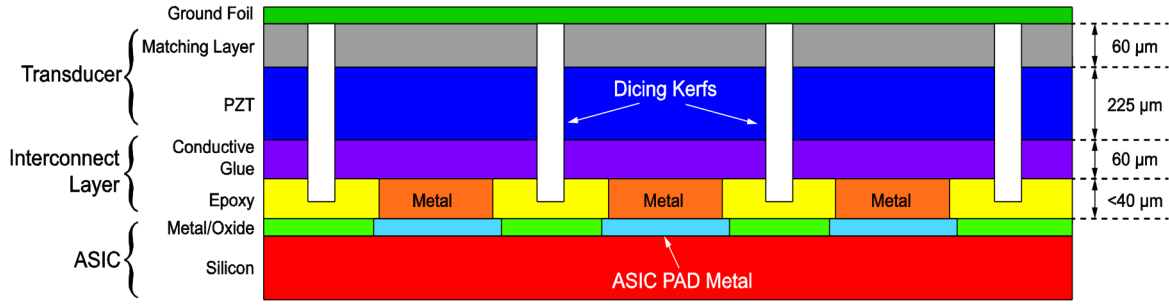 Ground Foil
Matching Layer
Transducer
PZT
Dicing Kerfs
60 µm
225 µm
Interconnect
Layer
Conductive
Glue
60 µm
Epoxy
Metal
Metal
Metal
<40 µm
Metal/Oxide
ASIC
Silicon
ASIC PAD Metal